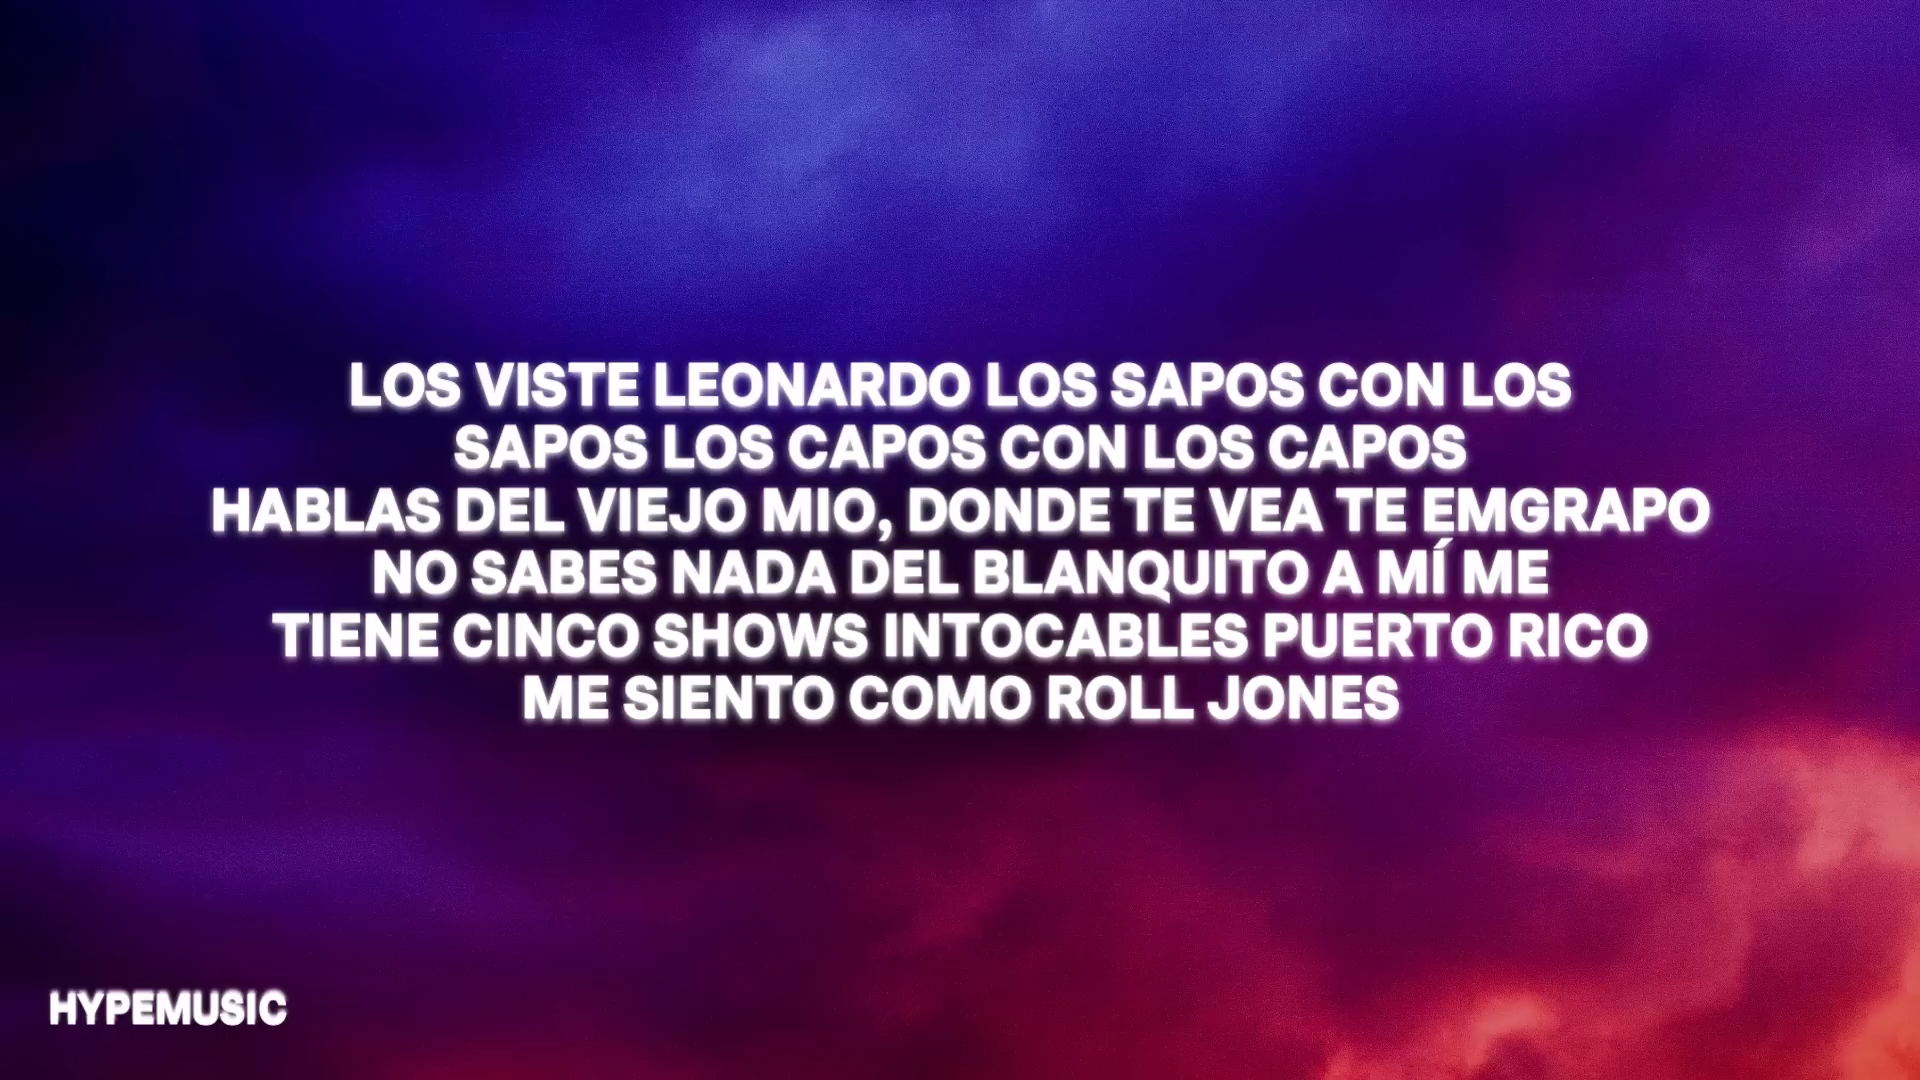 LOS VISTE LEONARDO LOS SAPOS CON LOS
SAPOS LOS CAPOS CON LOS CAPOS
HABLAS DEL VIEJO MIO, DONDE TE VEA TE EMGRAPO
NO SABES NADA DEL BLANQUITO A MÍ ME
TIENE CINCO SHOWS INTOCABLES PUERTO RICO
ME SIENTO COMO ROLL JONES
HYPEMUSIC